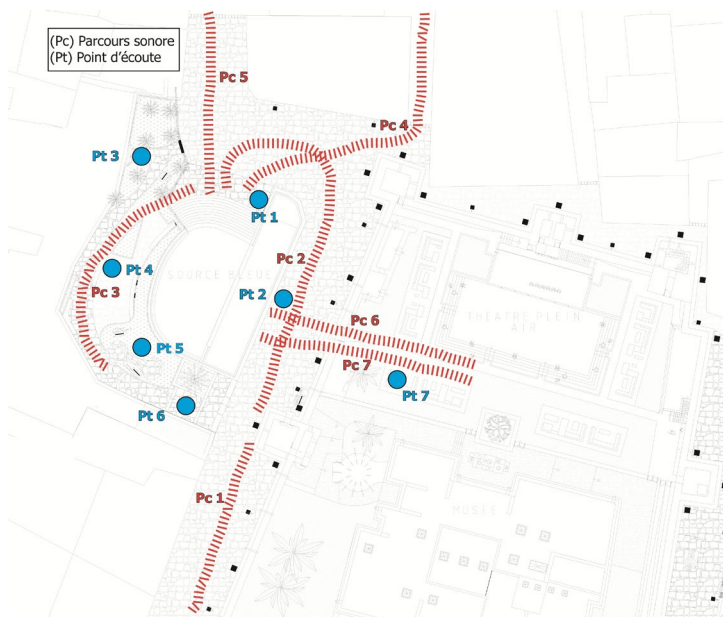 (Pc) Parcours sonore
(Pt) Point d'écoute
Pc 5
Pc 4
Pt 3
Pt 1
Pc 2
Pt 4
SOURCE BLEUE
Pc 3
Pt 2
Pc 6
THEATRE PLEIN
AIR
Pt 5
Pc 7
Pt 7
Pt 6
Pc 1
MUSEE